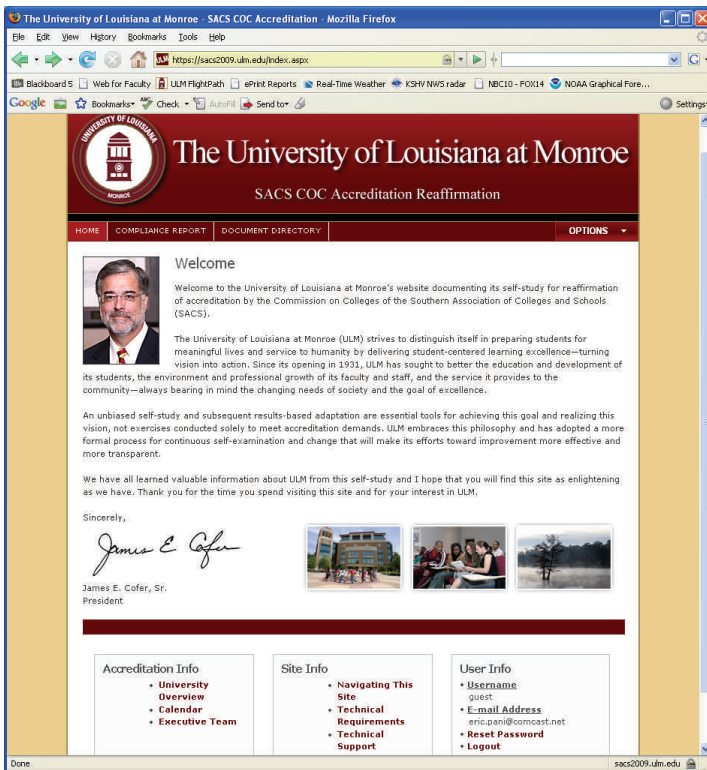 The University of Louisiana at Monroe - SACS COC Accreditation - Mozilla Firefox
File Edit View History Bookmarks Tools Help
ULM https://sacs2009.ulm.edu/index.aspx G
Blackboard 5 Web for Faculty ULM FlightPath ePrint Reports Real-Time Weather KSHV NWS radar NBC10 - FOX14 NOAA Graphical Fore...
Google Bookmarks Check AutoFill Send to Settings
UNIVERSITY OF LOUISIANA
MONROE
The University of Louisiana at Monroe
SACS COC Accreditation Reaffirmation
HOME COMPLIANCE REPORT DOCUMENT DIRECTORY OPTIONS
Welcome
Welcome to the University of Louisiana at Monroe's website documenting its self-study for reaffirmation
of accreditation by the Commission on Colleges of the Southern Association of Colleges and Schools
(SACS).
The University of Louisiana at Monroe (ULM) strives to distinguish itself in preparing students for
meaningful lives and service to humanity by delivering student-centered learning excellence—turning
vision into action. Since its opening in 1931, ULM has sought to better the education and development of
its students, the environment and professional growth of its faculty and staff, and the service it provides to the
community—always bearing in mind the changing needs of society and the goal of excellence.
An unbiased self-study and subsequent results-based adaptation are essential tools for achieving this goal and realizing this
vision, not exercises conducted solely to meet accreditation demands. ULM embraces this philosophy and has adopted a more
formal process for continuous self-examination and change that will make its efforts toward improvement more effective and
more transparent.
We have all learned valuable information about ULM from this self-study and I hope that you will find this site as enlightening
as we have. Thank you for the time you spend visiting this site and for your interest in ULM.
Sincerely,
James E Cofer
James E. Cofer, Sr.
President
Accreditation Info
• University
Overview
• Calendar
• Executive Team
Site Info
• Navigating This
Site
• Technical
Requirements
• Technical
Support
User Info
• Username
guest
• E-mail Address
eric.pani@comcast.net
• Reset Password
• Logout
Done sacs2009.ulm.edu